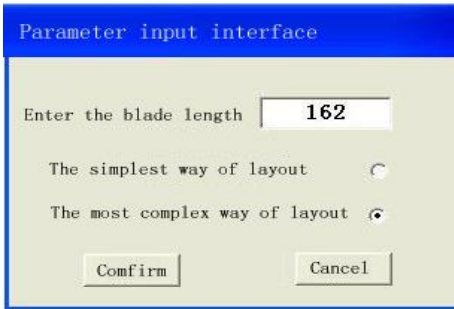 Parameter input interface
Enter the blade length 162
The simplest way of layout
The most complex way of layout
Comfirm Cancel